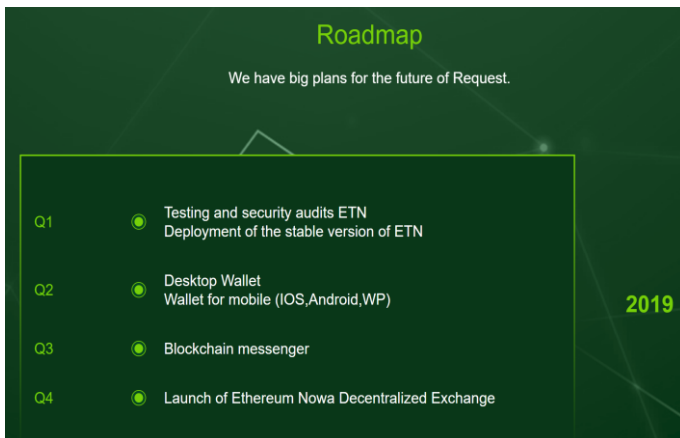 Roadmap
We have big plans for the future of Request.
Q1
Testing and security audits ETN
Deployment of the stable version of ETN
Q2
Desktop Wallet
Wallet for mobile (IOS,Android,WP)
2019
Q3
Blockchain messenger
Q4
Launch of Ethereum Nowa Decentralized Exchange